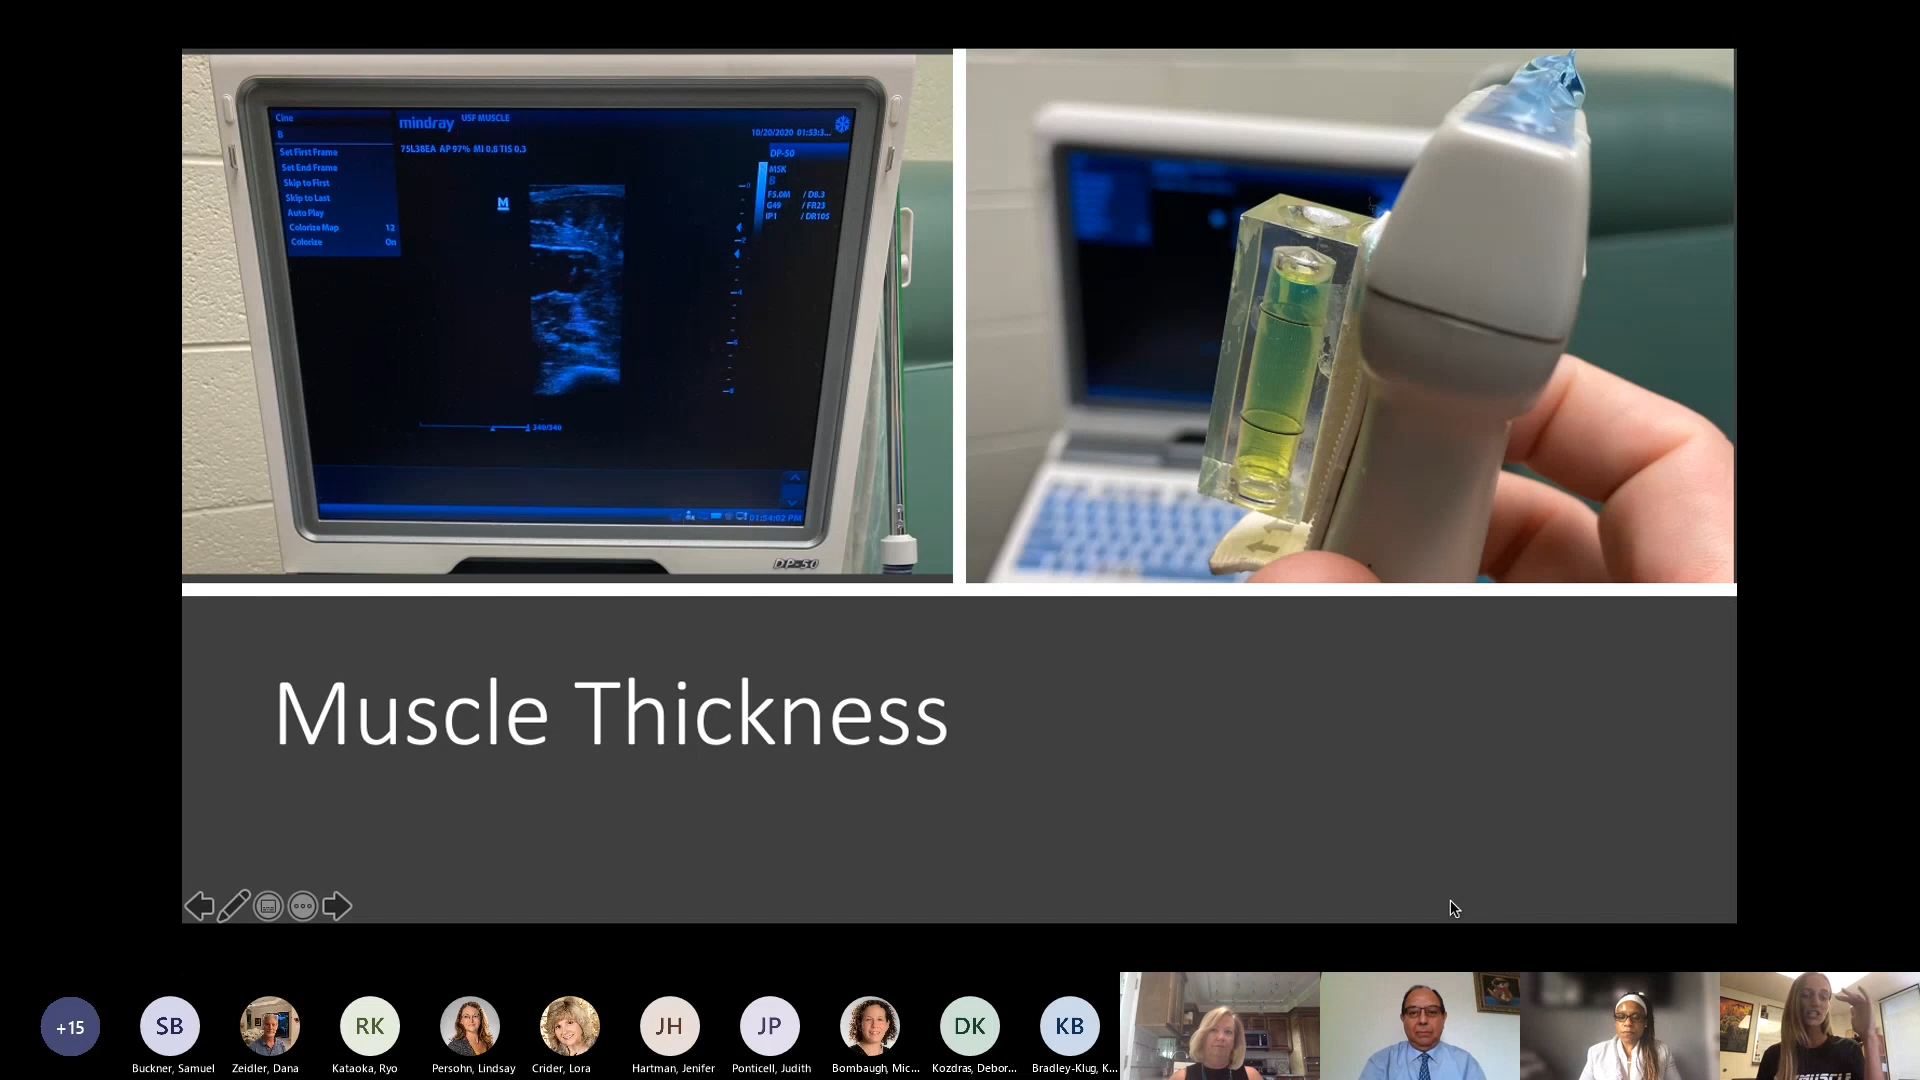 Cine
B
Set First Frame
Set End Frame
Skip to First
Skip to Last
Auto Play
Colorize Map 12
Colorize On
mindray USF MUSCLE
10/20/2020 01:53:3...
75L38EA AP 97% MI 0.8 TIS 0.3
M
DP-50
MSK
B
F5.0M / D8.3
G49 / FR23
IP1 / DR105
340/340
01:54:02 PM
DP-50
Muscle Thickness
+15
SB
RK
JH
JP
DK
KB
Buckner, Samuel
Zeidler, Dana
Kataoka, Ryo
Persohn, Lindsay
Crider, Lora
Hartman, Jenifer
Ponticell, Judith
Bombaugh, Mic...
Kozdras, Debor...
Bradley-Klug, K...
MUSCLE